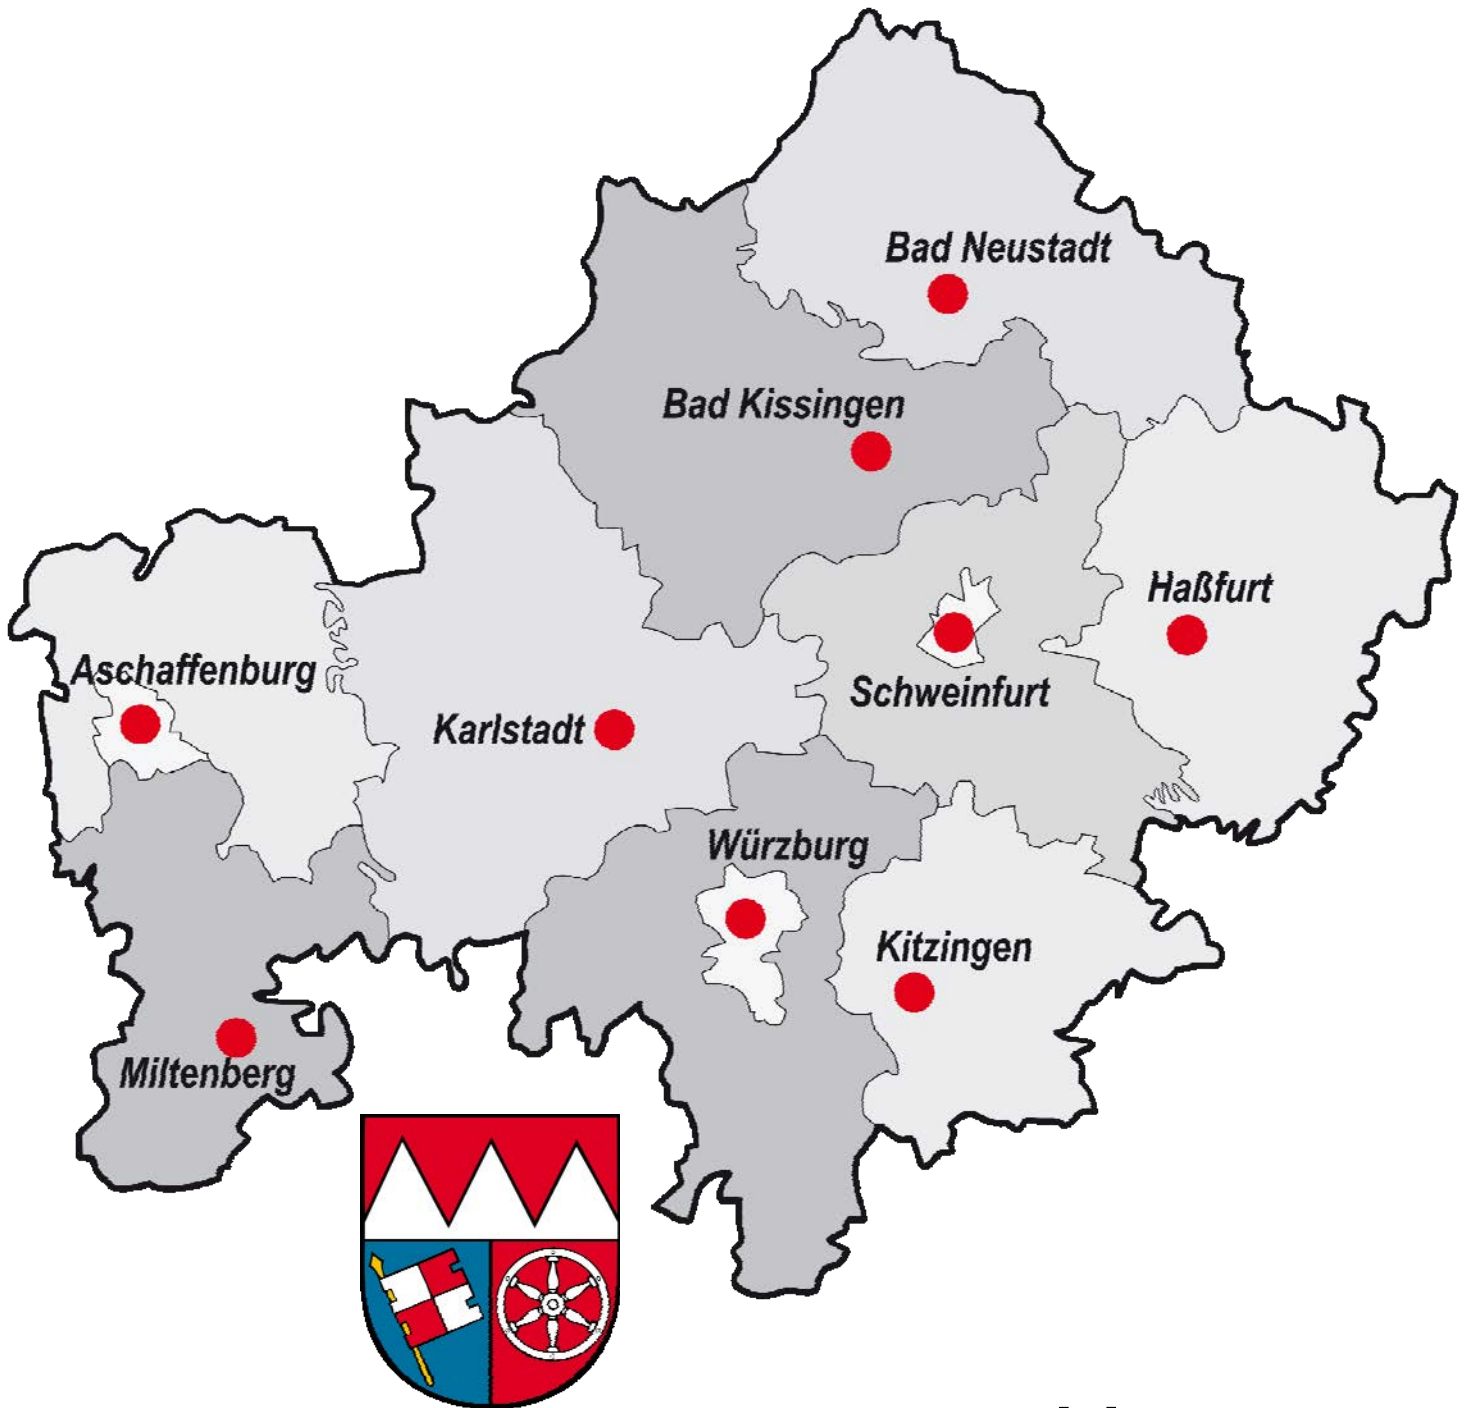 Bad Neustadt
Bad Kissingen
Haßfurt
Aschaffenburg
Schweinfurt
Karlstadt
Würzburg
Kitzingen
Miltenberg